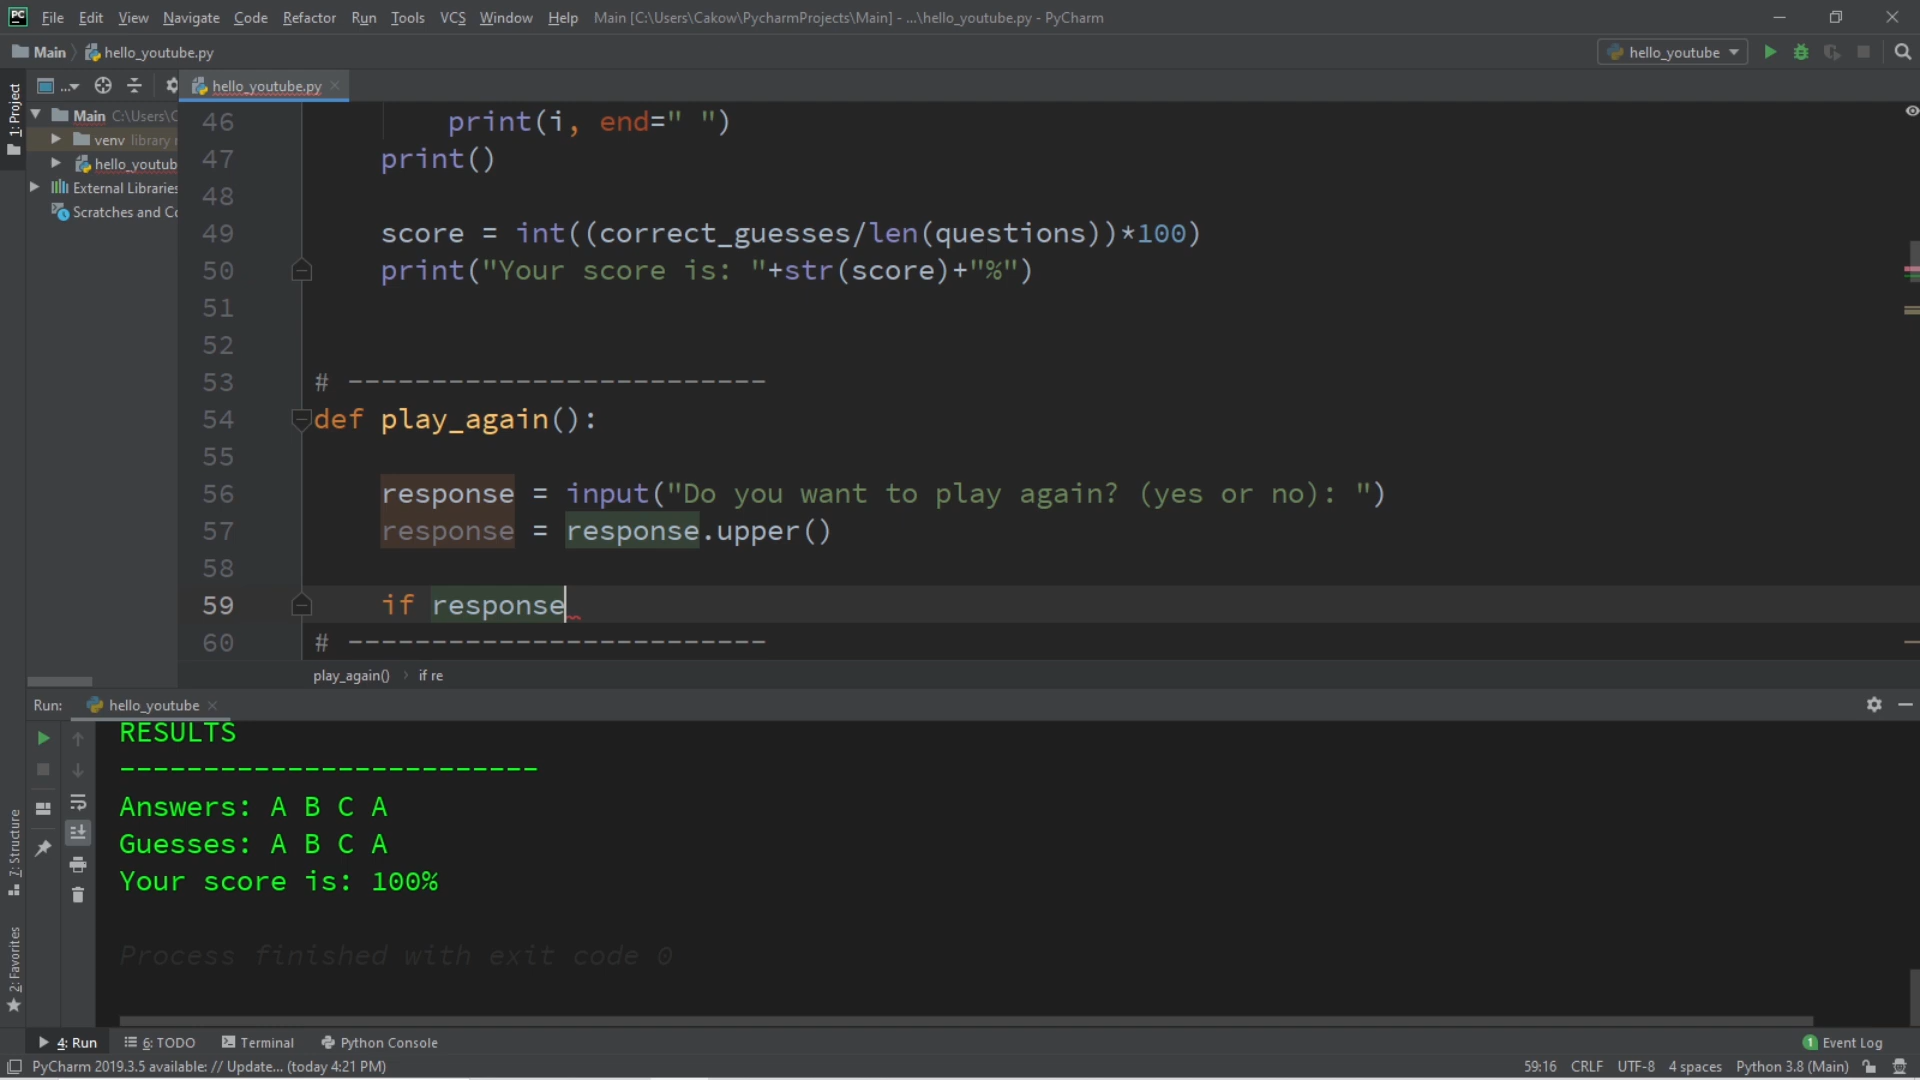 PC File Edit View Navigate Code Refactor Run Tools VCS Window Help Main [C:\Users\Cakow\PycharmProjects\Main] - ...\hello_youtube.py - PyCharm
Main hello_youtube.py hello_youtube
... hello_youtube.py
1: Project
Main C:\Users\C
venv library r
hello_youtub
External Libraries
Scratches and Co
46 print(i, end=" ")
47 print()
48
49 score = int((correct_guesses/len(questions))*100)
50 print("Your score is: "+str(score)+"%")
51
52
53 # -------------------------
54 def play_again():
55
56 response = input("Do you want to play again? (yes or no): ")
57 response = response.upper()
58
59 if response
60 # -------------------------
play_again() if re
Run: hello_youtube
RESULTS
-------------------------
Answers: A B C A
Guesses: A B C A
Your score is: 100%
Process finished with exit code 0
7: Structure
2: Favorites
4: Run 6: TODO Terminal Python Console 1 Event Log
PyCharm 2019.3.5 available: // Update... (today 4:21 PM) 59:16 CRLF UTF-8 4 spaces Python 3.8 (Main)